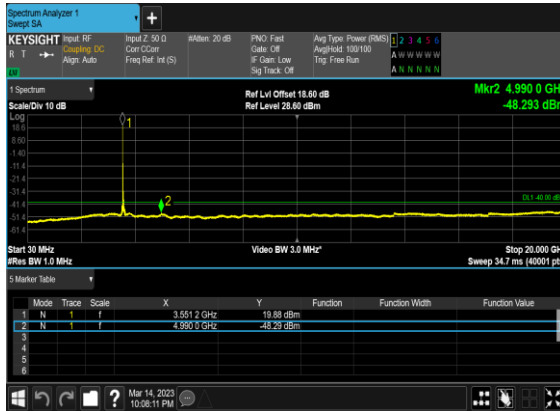 Spectrum Analyzer 1
Swept SA
+
KEYSIGHT Input: RF Input Z: 50 Ω #Atten: 20 dB PNO: Fast Avg Type: Power (RMS) 1 2 3 4 5 6
R T Coupling: DC Corr CCorr Gate: Off Avg|Hold: 100/100 A W W W W W
Align: Auto Freq Ref: Int (S) IF Gain: Low Trig: Free Run
Sig Track: Off A N N N N N
1 Spectrum Ref Lvl Offset 18.60 dB Mkr2 4.990 0 GH
Scale/Div 10 dB Ref Level 28.60 dBm -48.293 dBm
Log
18.6
8.60
-1.40
-11.4
-21.4
-31.4
-41.4
-51.4
-61.4
1
2
DL1 -40.00 dB
Start 30 MHz Video BW 3.0 MHz* Stop 20.000 GH
#Res BW 1.0 MHz Sweep 34.7 ms (40001 pts
5 Marker Table
Mode Trace Scale X Y Function Function Width Function Value
1 N 1 f 3.551 2 GHz 19.88 dBm
2 N 1 f 4.990 0 GHz -48.29 dBm
3
4
5
6
? Mar 14, 2023
10:08:11 PM